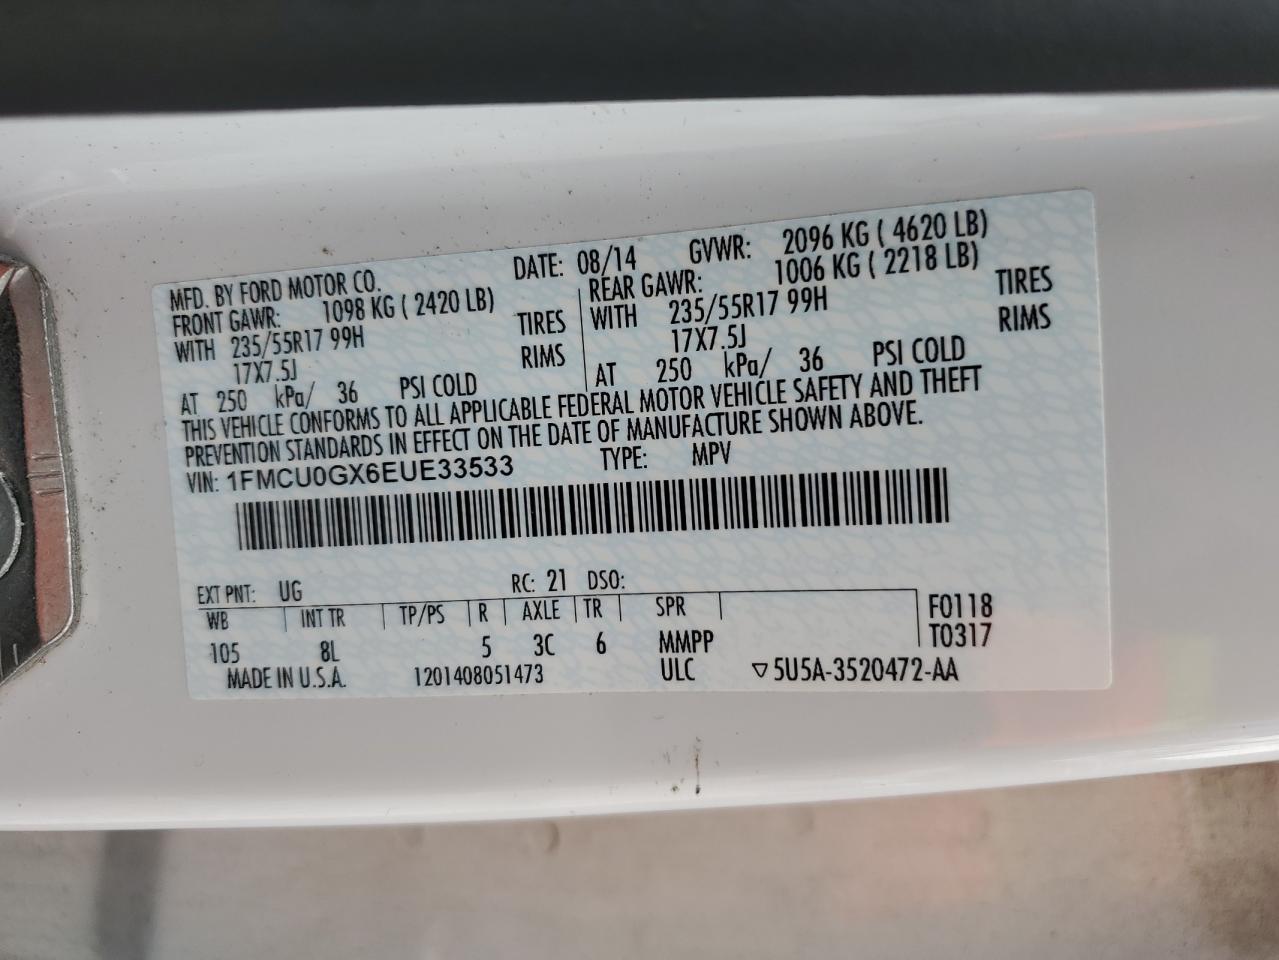 MFD. BY FORD MOTOR CO. DATE: 08/14 GVWR: 2096 KG ( 4620 LB)
FRONT GAWR: 1098 KG ( 2420 LB) REAR GAWR: 1006 KG ( 2218 LB)
WITH 235/55R17 99H TIRES WITH 235/55R17 99H TIRES
17X7.5J RIMS 17X7.5J RIMS
AT 250 kPa/ 36 PSI COLD AT 250 kPa/ 36 PSI COLD
THIS VEHICLE CONFORMS TO ALL APPLICABLE FEDERAL MOTOR VEHICLE SAFETY AND THEFT
PREVENTION STANDARDS IN EFFECT ON THE DATE OF MANUFACTURE SHOWN ABOVE.
VIN: 1FMCU0GX6EUE33533 TYPE: MPV
EXT PNT: UG RC: 21 DSO:
WB INT TR TP/PS R AXLE TR SPR F0118
105 8L 5 3C 6 MMPP T0317
MADE IN U.S.A. 1201408051473 ULC ▽5U5A-3520472-AA